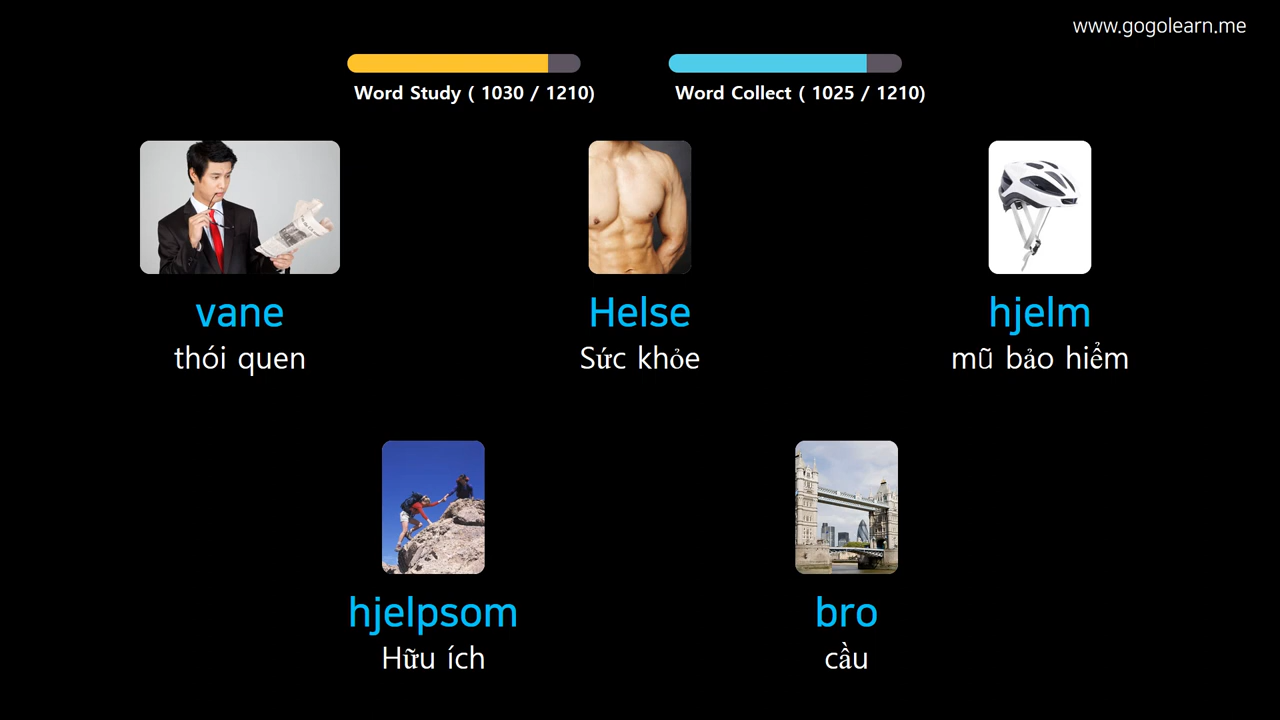 www.gogolearn.me
Word Study ( 1030 / 1210)
Word Collect ( 1025 / 1210)
vane
thói quen
Helse
Sức khỏe
hjelm
mũ bảo hiểm
hjelpsom
Hữu ích
bro
cầu